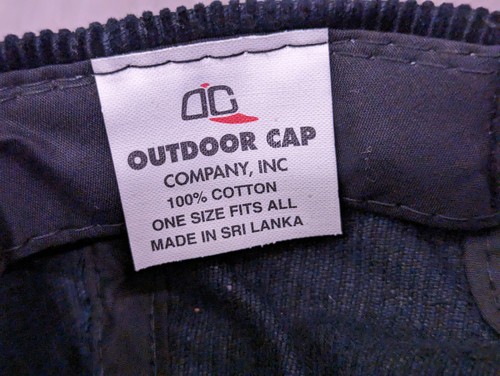 OC
OUTDOOR CAP
COMPANY, INC
100% COTTON
ONE SIZE FITS ALL
MADE IN SRI LANKA